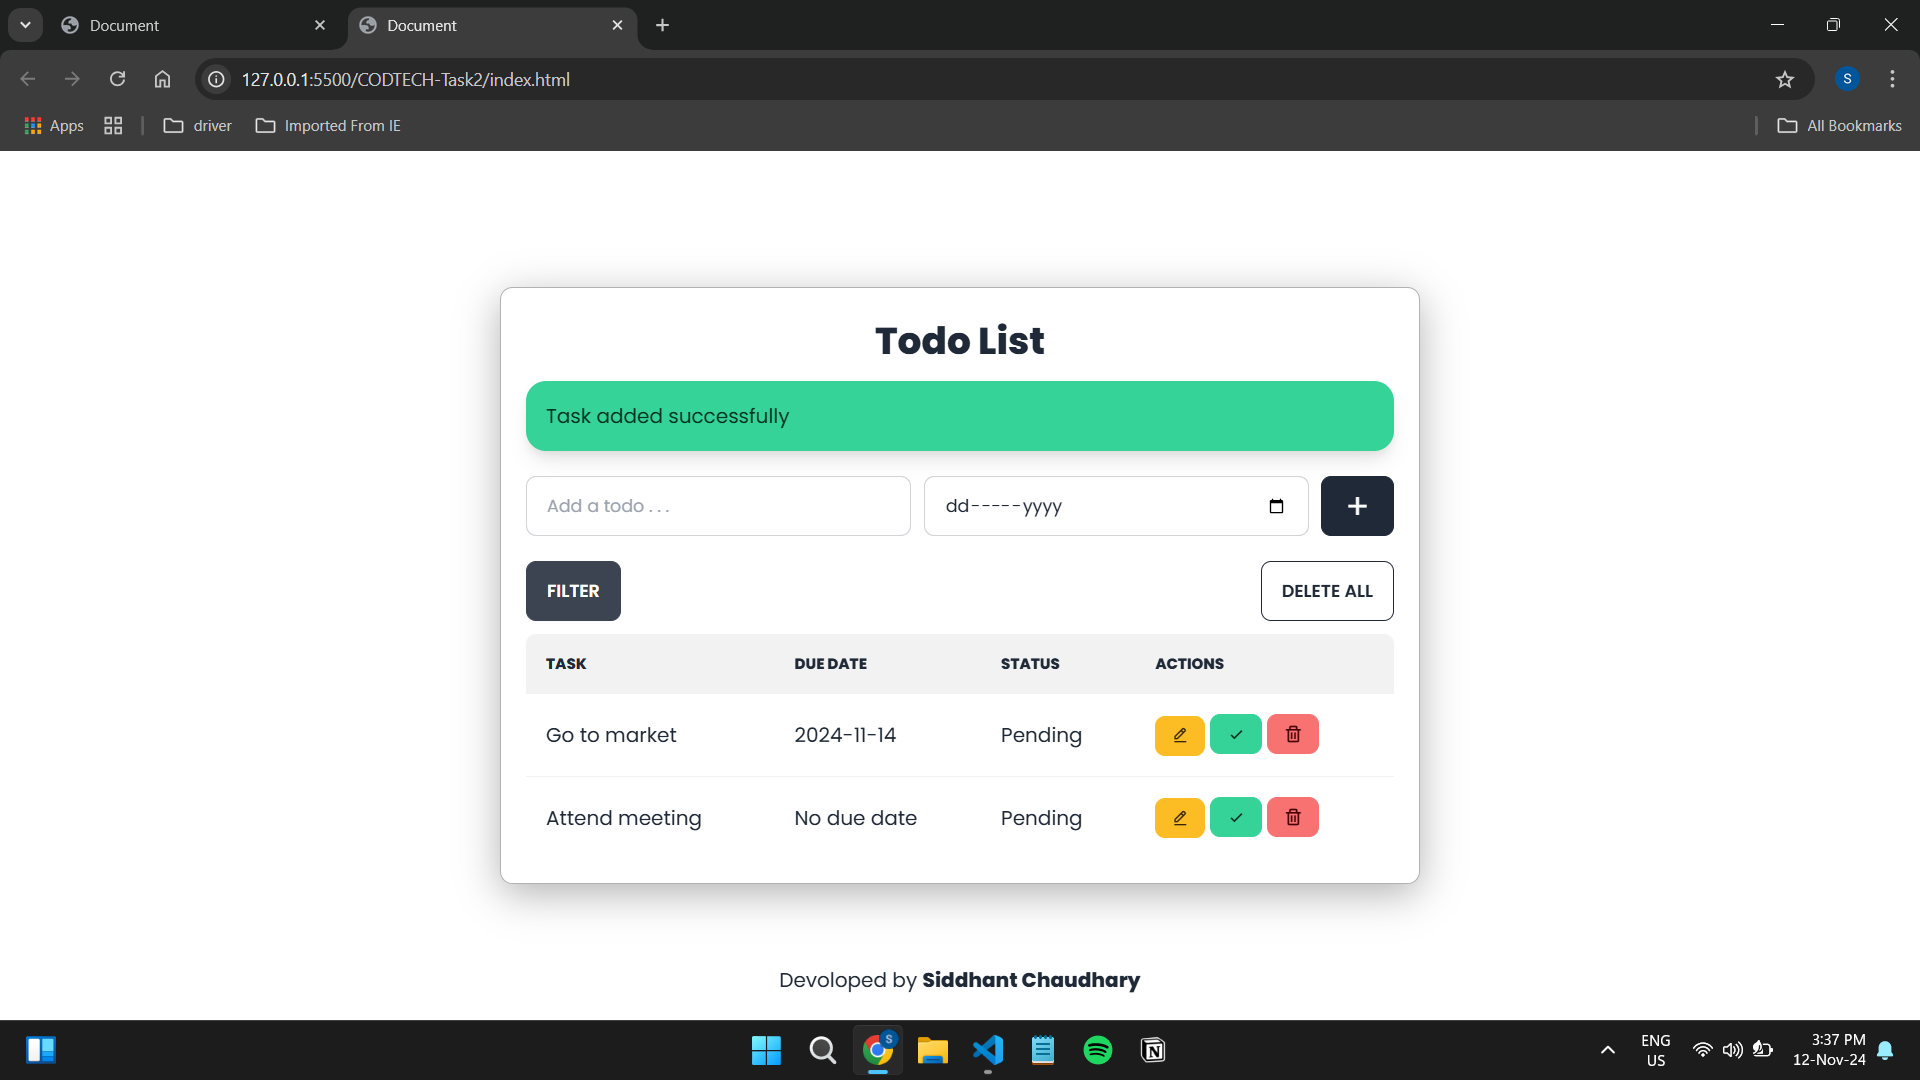 Document
Document
127.0.0.1:5500/CODTECH-Task2/index.html
S
Apps
driver
Imported From IE
All Bookmarks
Todo List
Task added successfully
Add a todo . . .
dd-----yyyy
+
FILTER
DELETE ALL
TASK DUE DATE STATUS ACTIONS
Go to market 2024-11-14 Pending
Attend meeting No due date Pending
Devoloped by Siddhant Chaudhary
S
N
ENG
US
3:37 PM
12-Nov-24